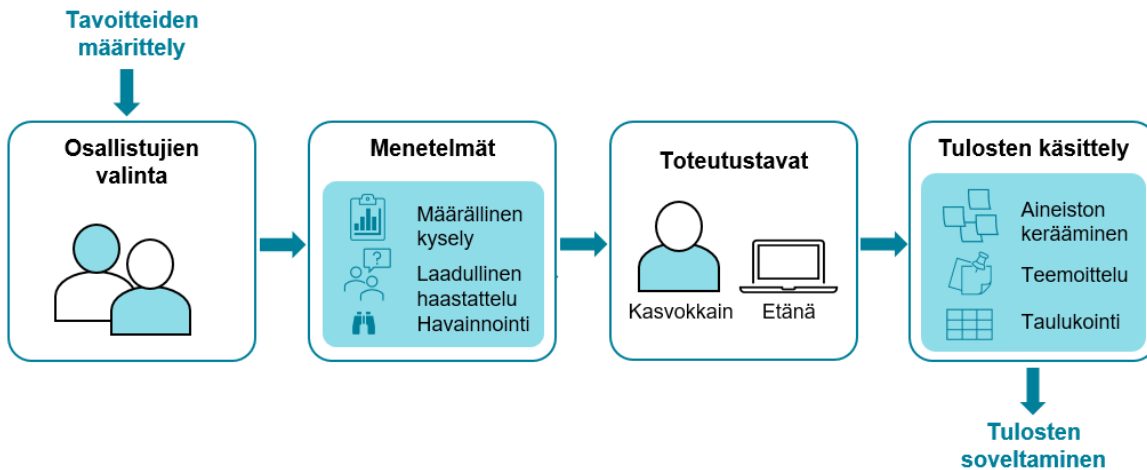 Tavoitteiden
määrittely
Osallistujien
valinta
Menetelmät
Määrällinen
kysely
?
Laadullinen
haastattelu
Havainnointi
Toteutustavat
Kasvokkain
Etänä
Tulosten käsittely
Aineiston
kerääminen
Teemoittelu
Taulukointi
Tulosten
soveltaminen